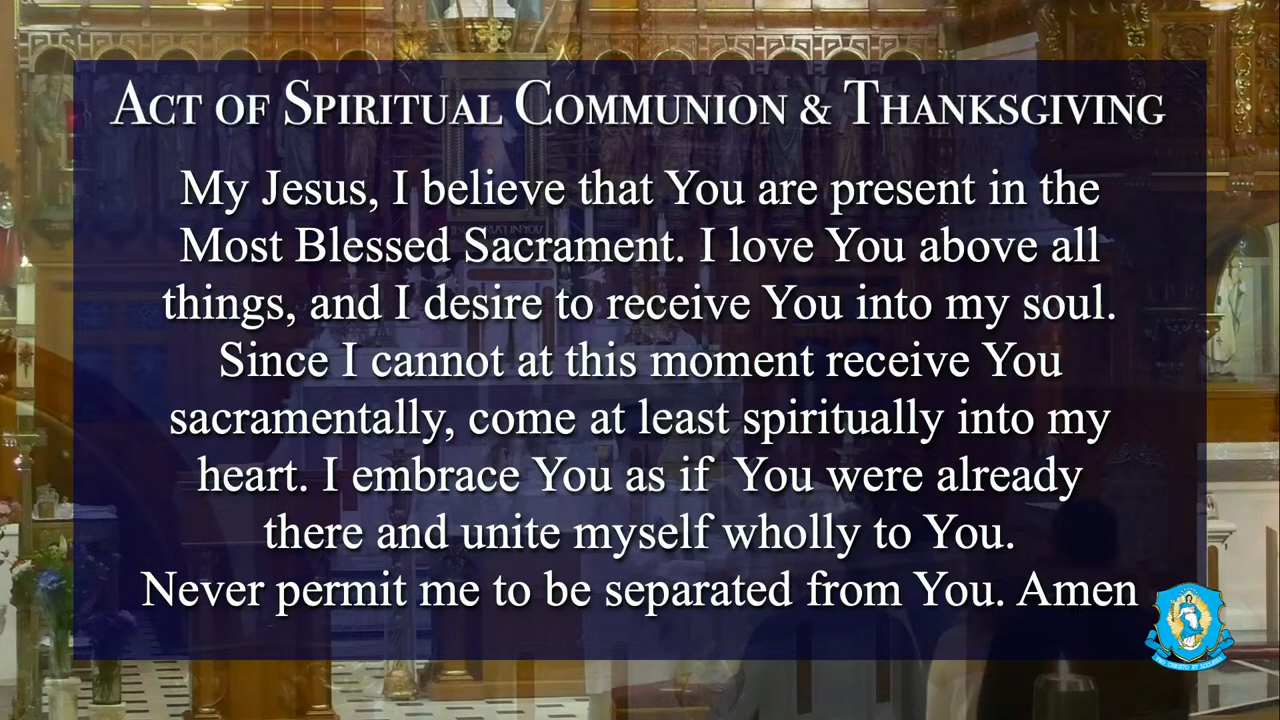 ACT OF SPIRITUAL COMMUNION & THANKSGIVING
My Jesus, I believe that You are present in the
Most Blessed Sacrament. I love You above all
things, and I desire to receive You into my soul.
Since I cannot at this moment receive You
sacramentally, come at least spiritually into my
heart. I embrace You as if  You were already
there and unite myself wholly to You.
Never permit me to be separated from You. Amen